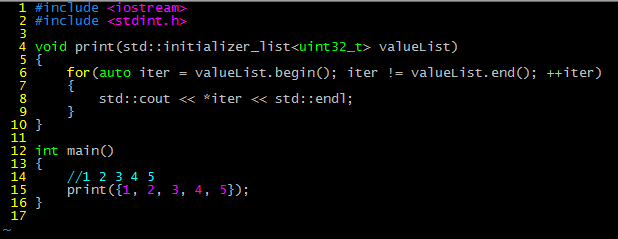 1 #include <iostream>
2 #include <stdint.h>
3
4 void print(std::initializer_list<uint32_t> valueList)
5 {
6     for(auto iter = valueList.begin(); iter != valueList.end(); ++iter)
7     {
8         std::cout << *iter << std::endl;
9     }
10 }
11
12 int main()
13 {
14     //1 2 3 4 5
15     print({1, 2, 3, 4, 5});
16 }
17
~